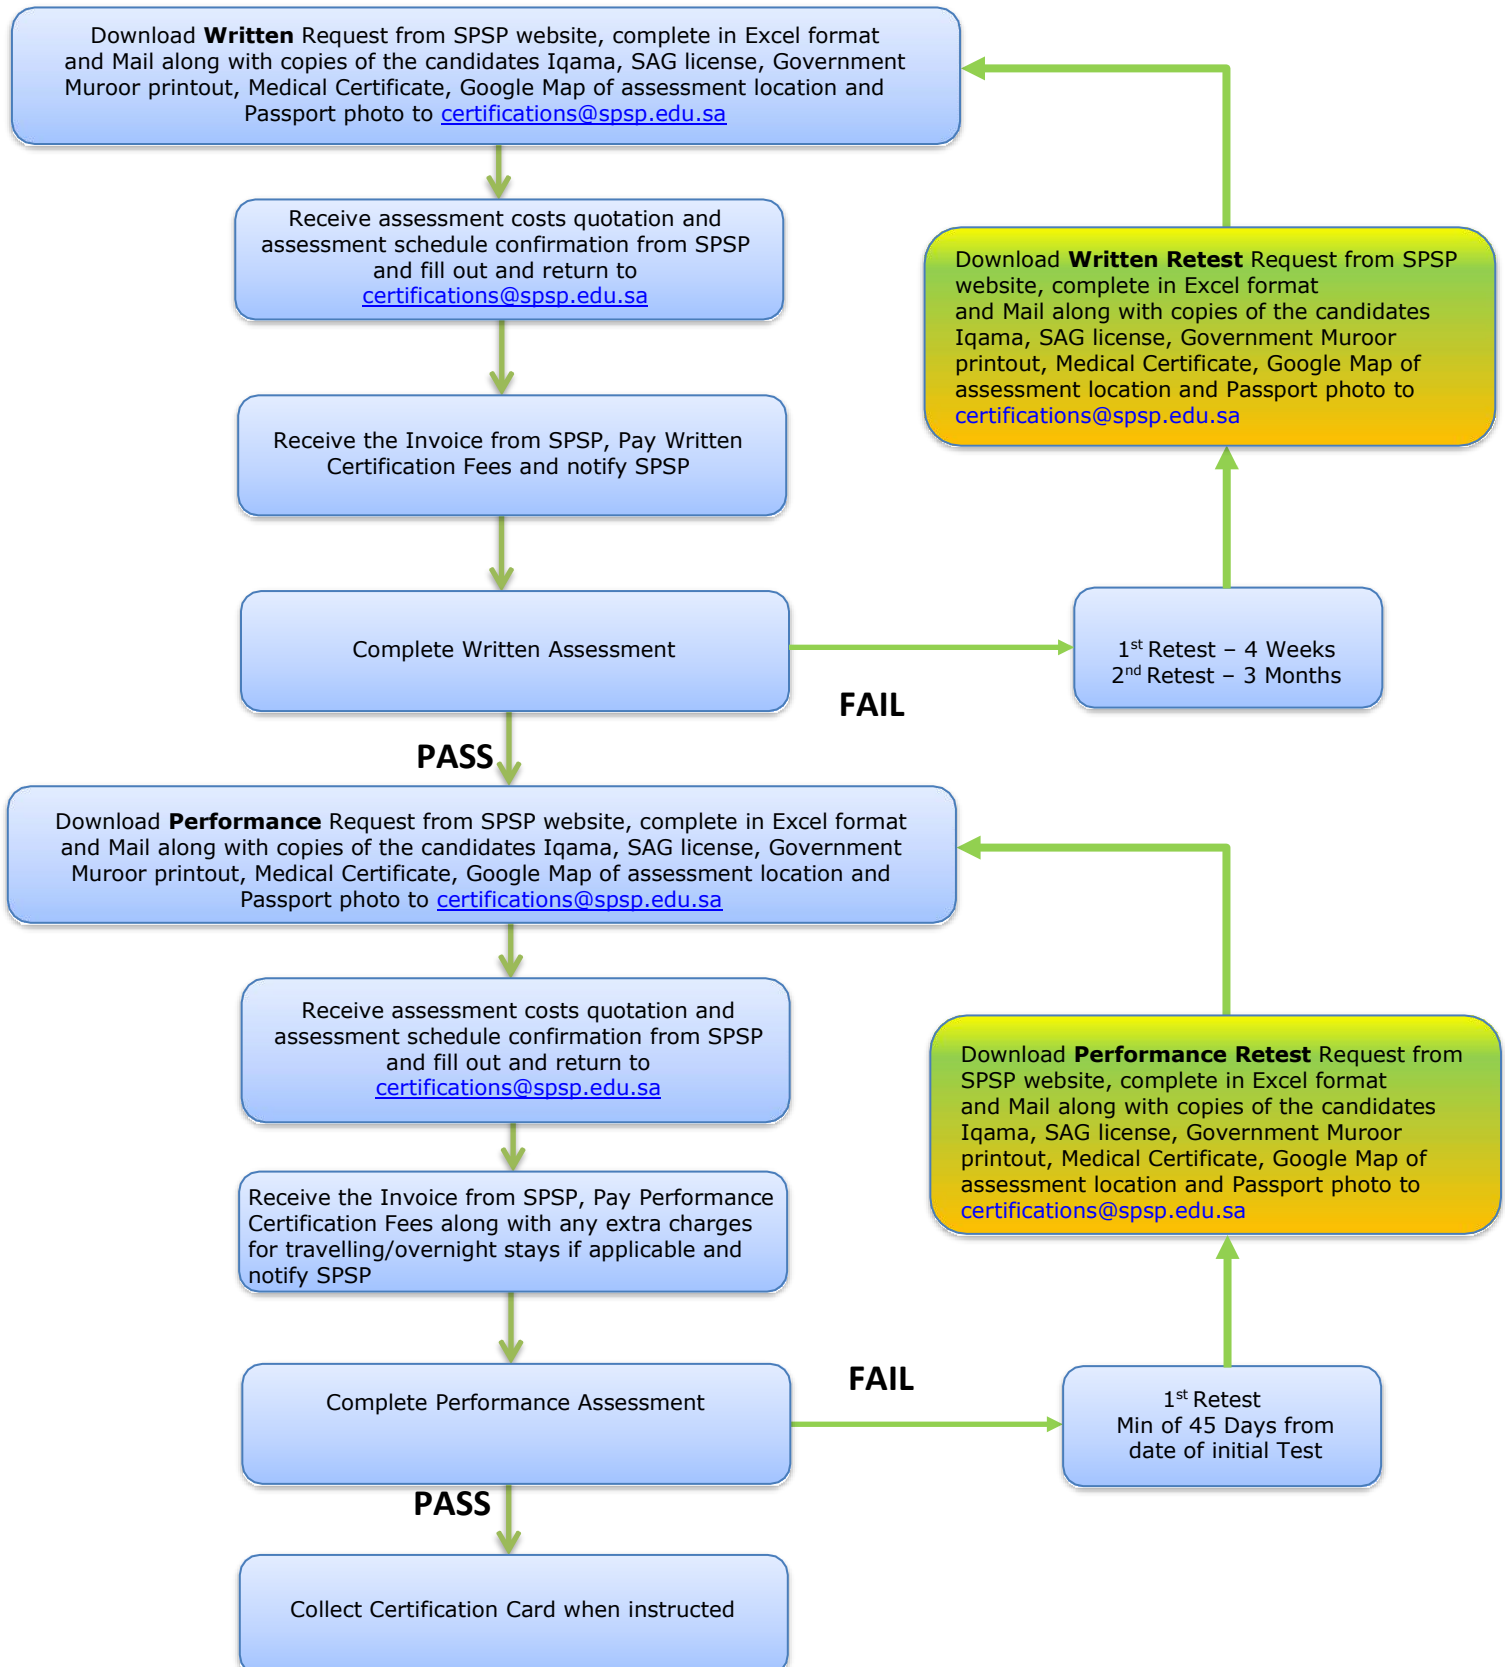 Download Written Request from SPSP website, complete in Excel format
and Mail along with copies of the candidates Iqama, SAG license, Government
Muroor printout, Medical Certificate, Google Map of assessment location and
Passport photo to certifications@spsp.edu.sa
Receive assessment costs quotation and
assessment schedule confirmation from SPSP
and fill out and return to
certifications@spsp.edu.sa
Download Written Retest Request from SPSP
website, complete in Excel format
and Mail along with copies of the candidates
Iqama, SAG license, Government Muroor
printout, Medical Certificate, Google Map of
assessment location and Passport photo to
certifications@spsp.edu.sa
Receive the Invoice from SPSP, Pay Written
Certification Fees and notify SPSP
Complete Written Assessment
FAIL
1st Retest – 4 Weeks
2nd Retest – 3 Months
PASS
Download Performance Request from SPSP website, complete in Excel format
and Mail along with copies of the candidates Iqama, SAG license, Government
Muroor printout, Medical Certificate, Google Map of assessment location and
Passport photo to certifications@spsp.edu.sa
Receive assessment costs quotation and
assessment schedule confirmation from SPSP
and fill out and return to
certifications@spsp.edu.sa
Download Performance Retest Request from
SPSP website, complete in Excel format
and Mail along with copies of the candidates
Iqama, SAG license, Government Muroor
printout, Medical Certificate, Google Map of
assessment location and Passport photo to
certifications@spsp.edu.sa
Receive the Invoice from SPSP, Pay Performance
Certification Fees along with any extra charges
for travelling/overnight stays if applicable and
notify SPSP
Complete Performance Assessment
FAIL
1st Retest
Min of 45 Days from
date of initial Test
PASS
Collect Certification Card when instructed